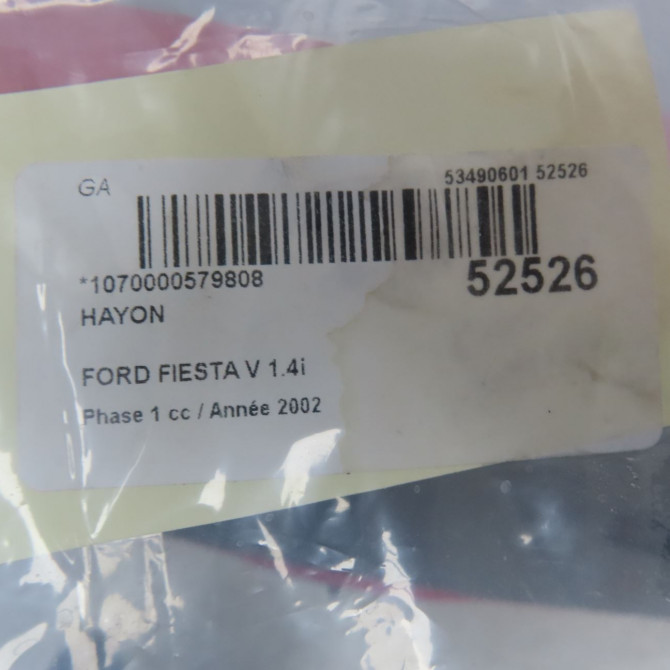 GA
53490601 52526
*1070000579808
52526
HAYON
FORD FIESTA V 1.4i
Phase 1 cc / Année 2002